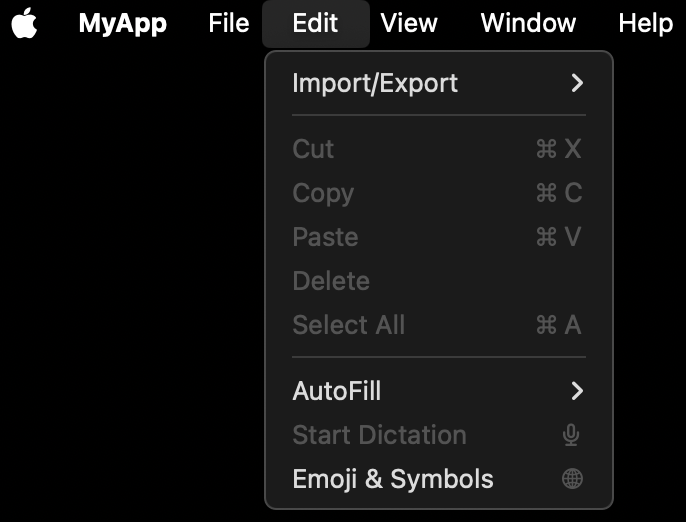 MyApp File Edit View Window Help
Import/Export
Cut ⌘ X
Copy ⌘ C
Paste ⌘ V
Delete
Select All ⌘ A
AutoFill
Start Dictation
Emoji & Symbols